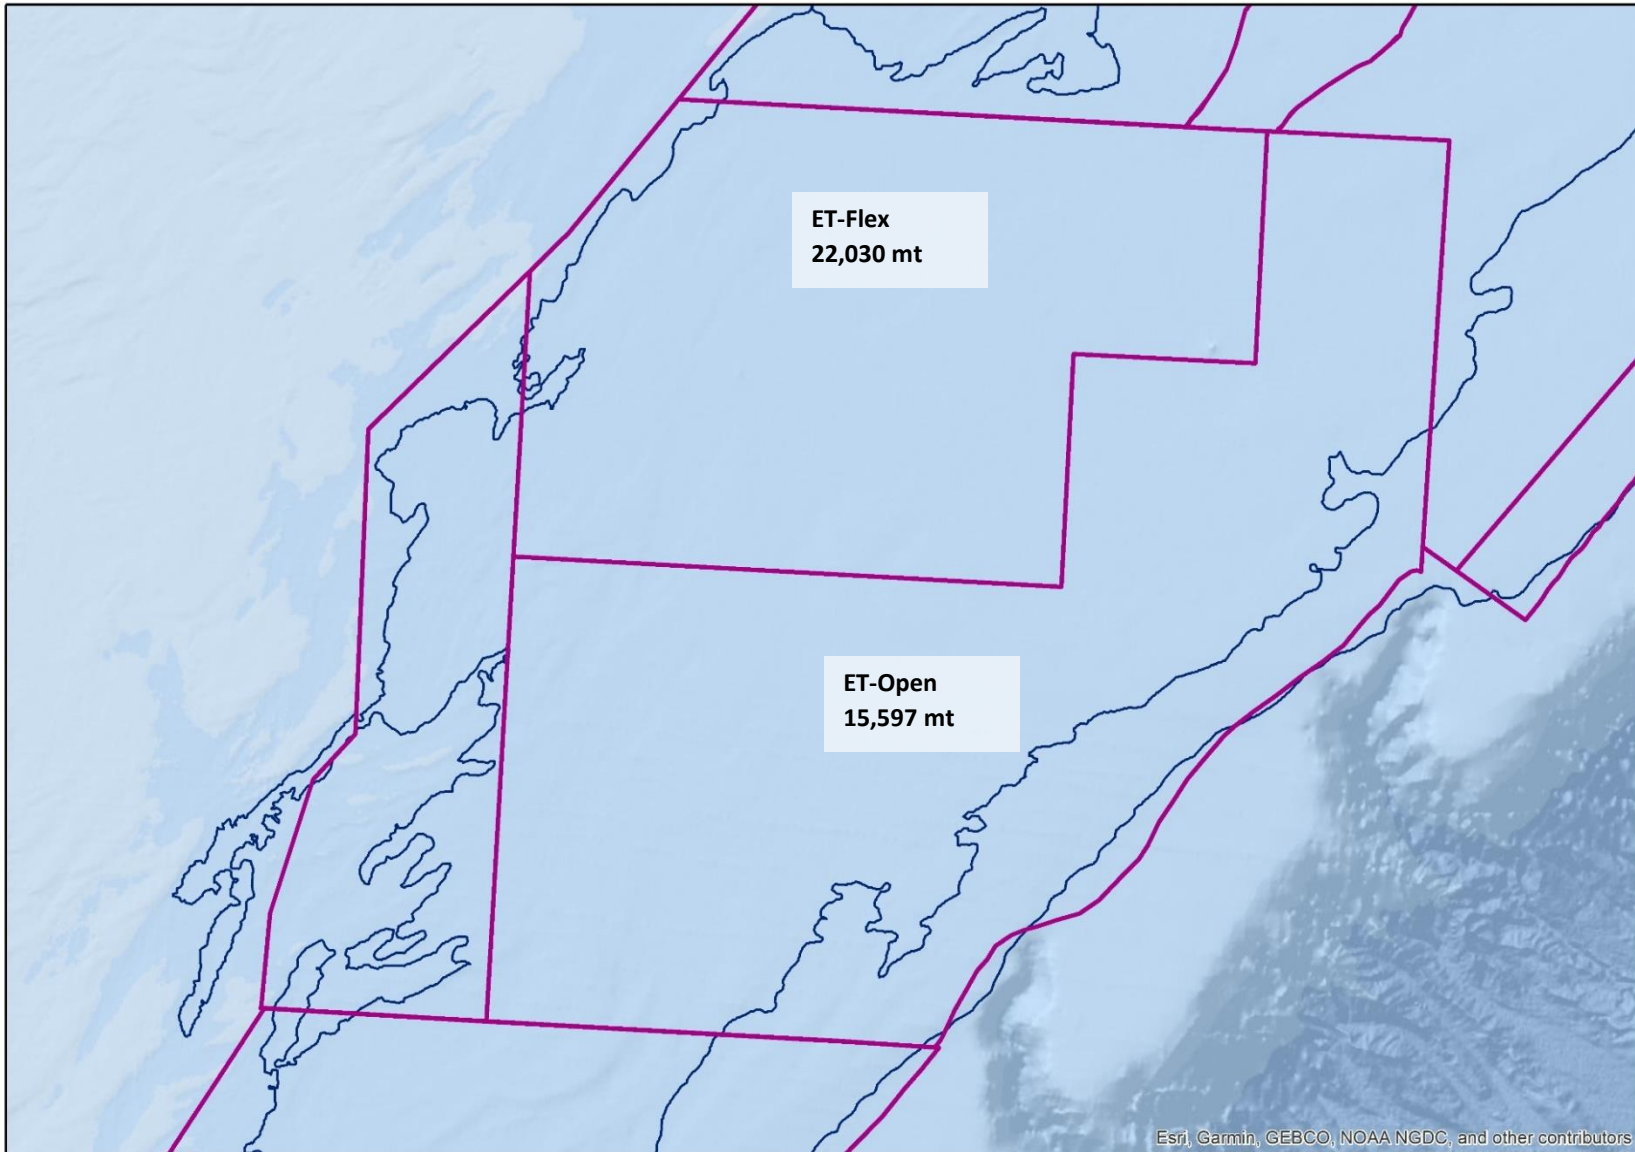 ET-Flex
22,030 mt
ET-Open
15,597 mt
Esri, Garmin, GEBCO, NOAA NGDC, and other contributors